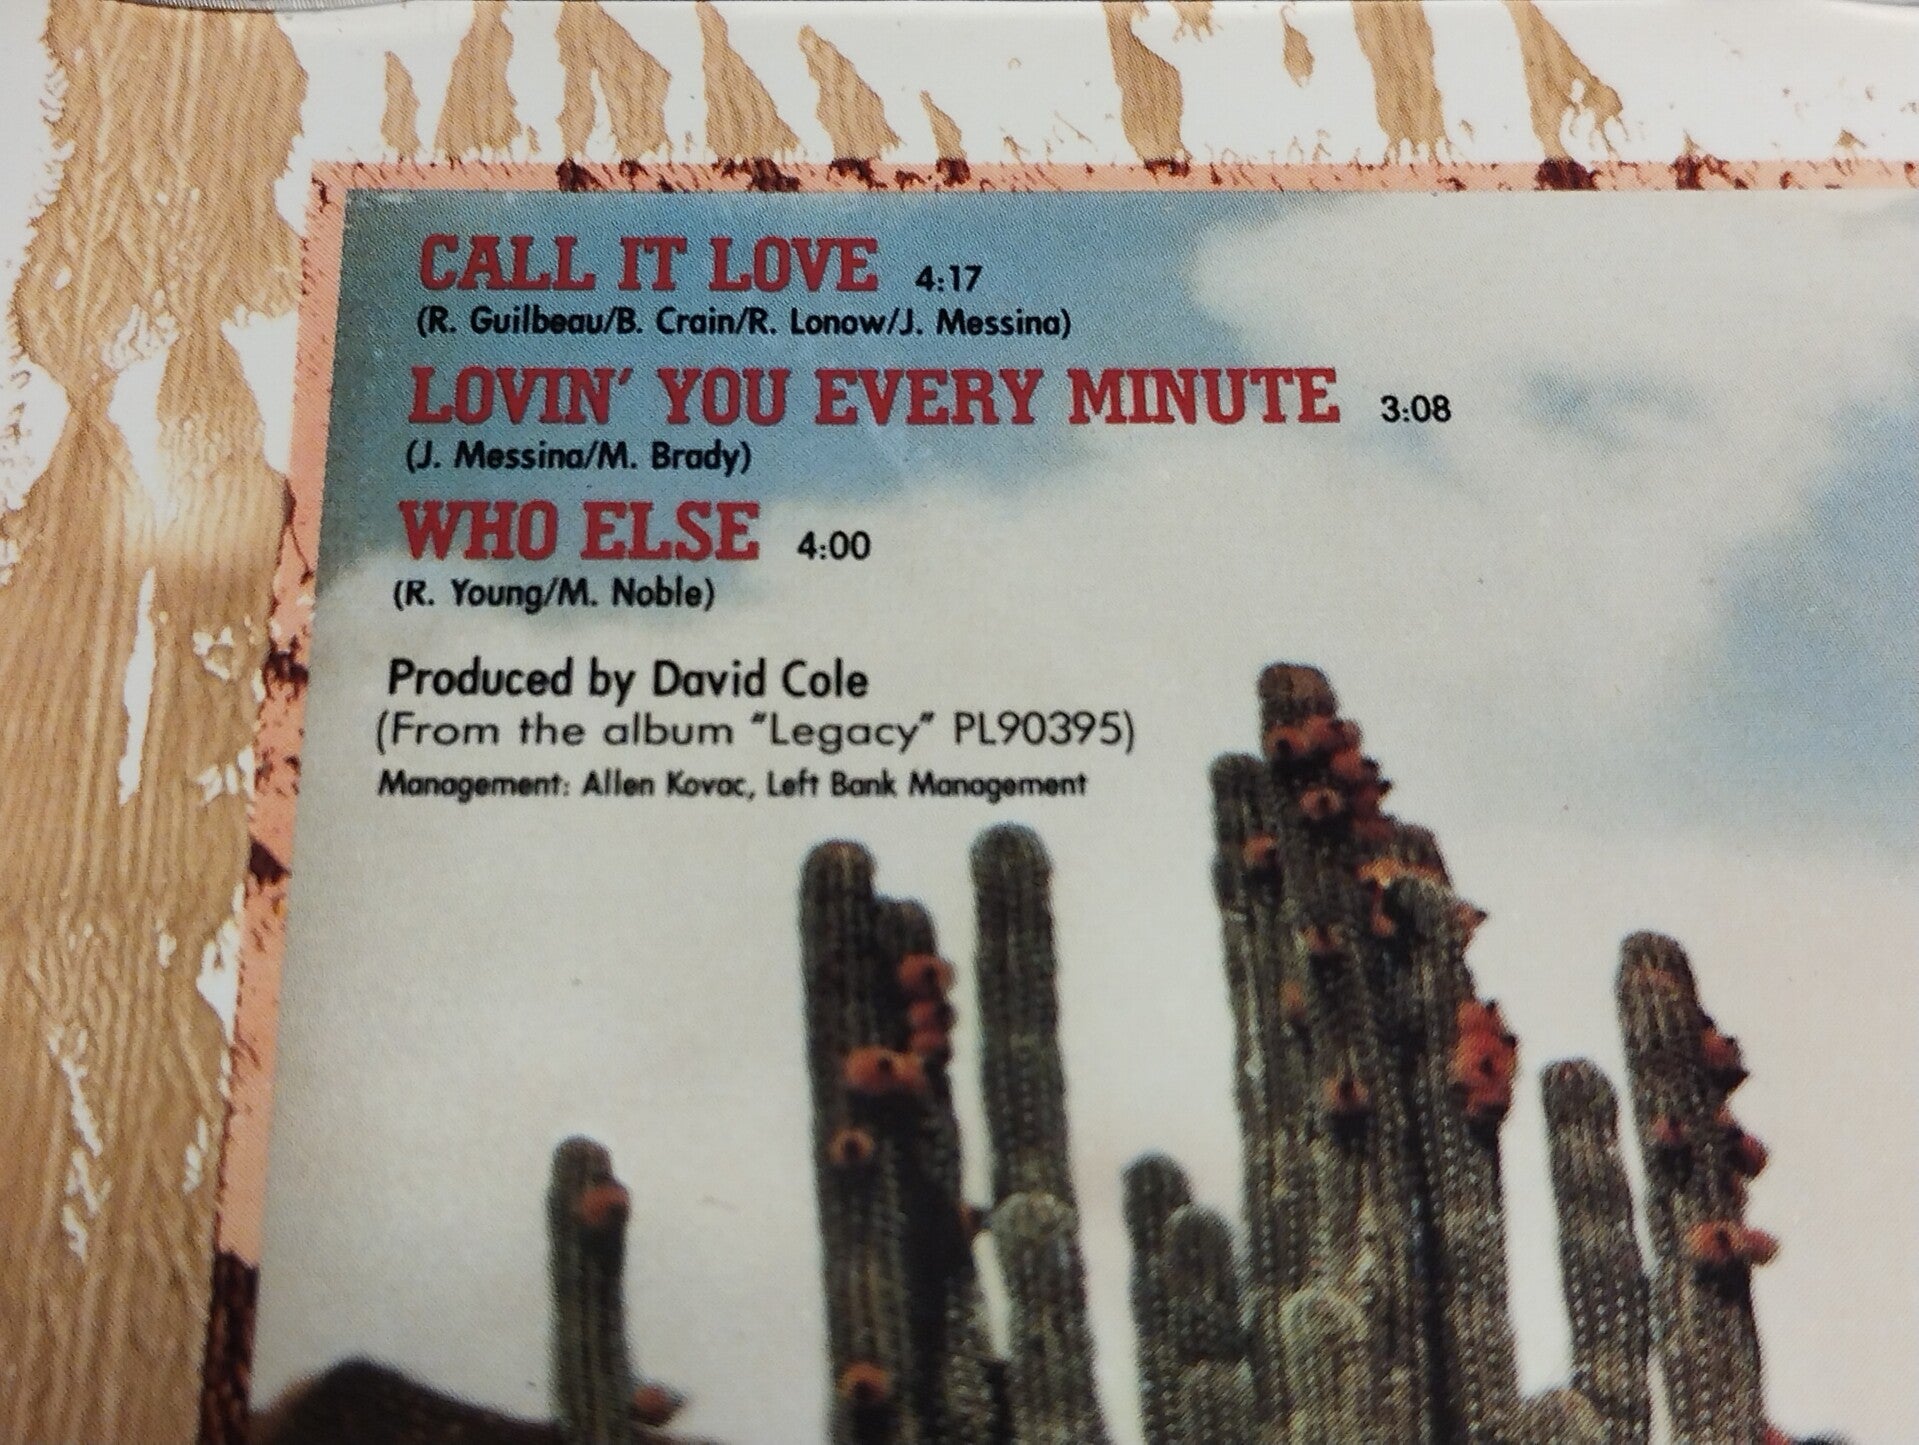 CALL IT LOVE 4:17
(R. Guilbeau/B. Crain/R. Lonow/J. Messina)
LOVIN' YOU EVERY MINUTE 3:08
(J. Messina/M. Brady)
WHO ELSE 4:00
(R. Young/M. Noble)
Produced by David Cole
(From the album "Legacy" PL90395)
Management: Allen Kovac, Left Bank Management